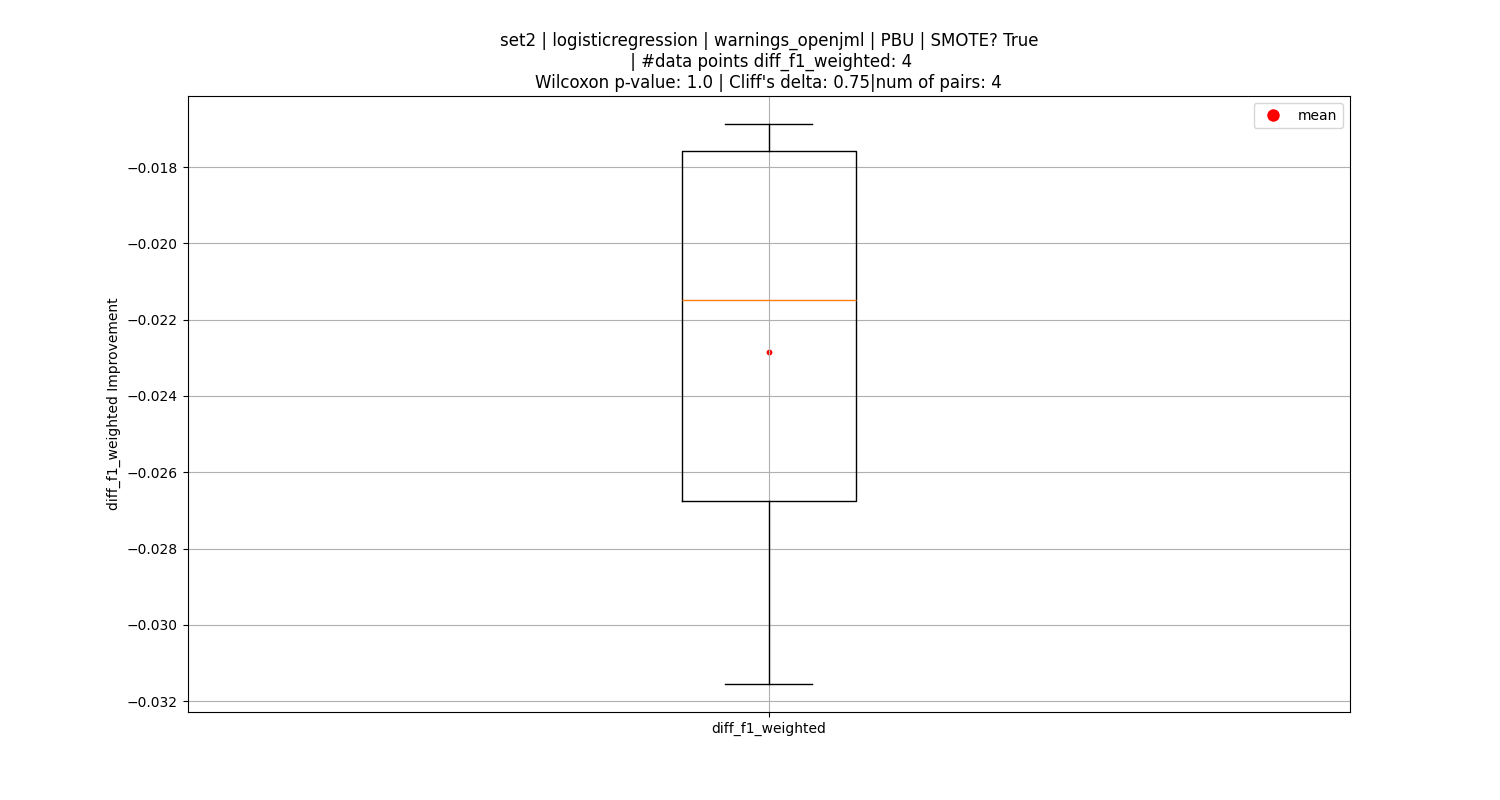 set2 | logisticregression | warnings_openjml | PBU | SMOTE? True
| #data points diff_f1_weighted: 4
Wilcoxon p-value: 1.0 | Cliff's delta: 0.75|num of pairs: 4
mean
−0.018
−0.020
−0.022
−0.024
−0.026
−0.028
−0.030
−0.032
diff_f1_weighted Improvement
diff_f1_weighted